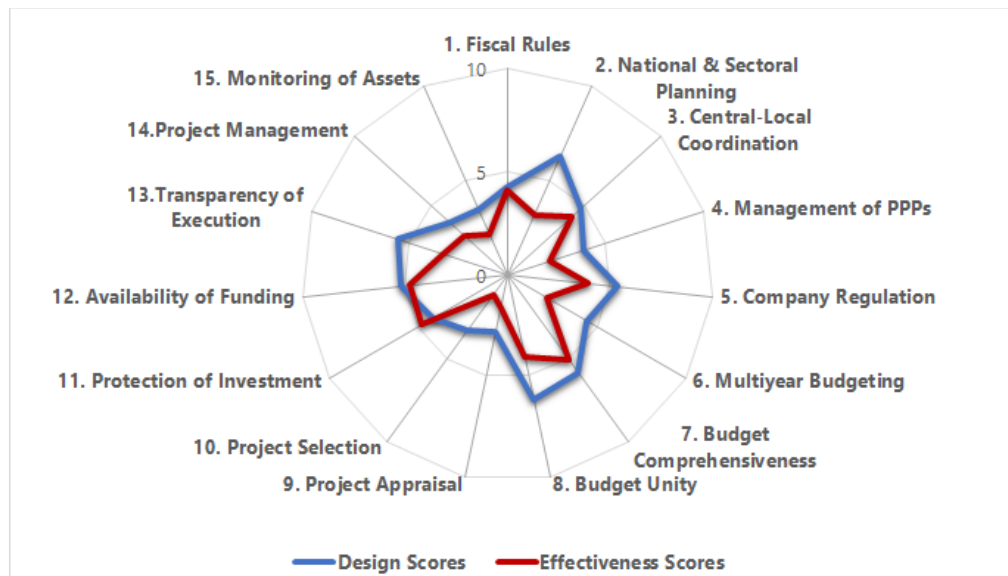 1. Fiscal Rules
10
2. National & Sectoral
Planning
3. Central-Local
Coordination
4. Management of PPPs
5. Company Regulation
6. Multiyear Budgeting
7. Budget
Comprehensiveness
8. Budget Unity
9. Project Appraisal
10. Project Selection
11. Protection of Investment
12. Availability of Funding
13.Transparency of
Execution
14.Project Management
15. Monitoring of Assets
5
0
Design Scores
Effectiveness Scores